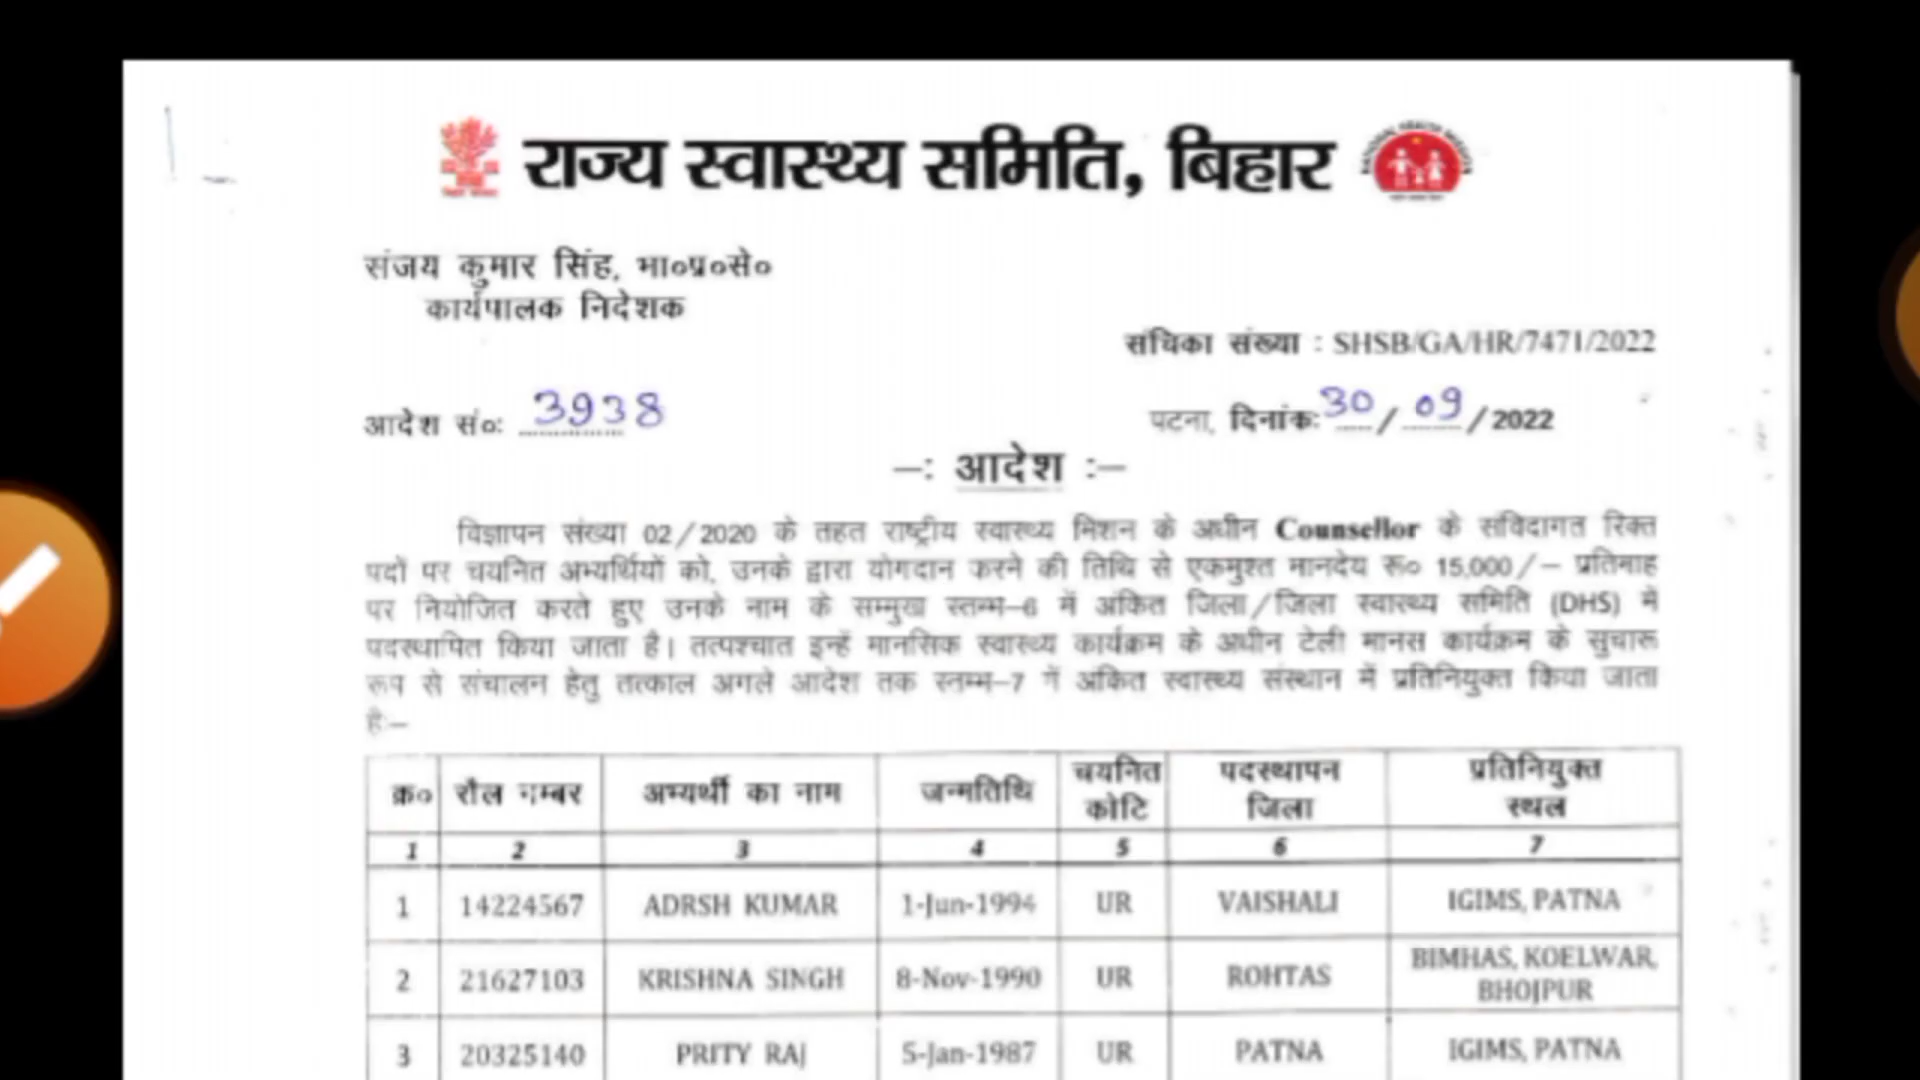 राज्य स्वास्थ्य समिति, बिहार
संजय कुमार सिंह, भा०प्र०से०
कार्यपालक निदेशक
संचिका संख्या : SHSB/GA/HR/7471/2022
आदेश सं०: 3938
पटना, दिनांक: 30 / 09 / 2022
–: आदेश :–
विज्ञापन संख्या 02/2020 के तहत राष्ट्रीय स्वास्थ्य मिशन के अधीन Counsellor के संविदागत रिक्त
पदों पर चयनित अभ्यर्थियों को, उनके द्वारा योगदान करने की तिथि से एकमुश्त मानदेय रू० 15,000/– प्रतिमाह
पर नियोजित करते हुए उनके नाम के सम्मुख स्तम्भ–6 में अंकित जिला/जिला स्वास्थ्य समिति (DHS) में
पदस्थापित किया जाता है। तत्पश्चात इन्हें मानसिक स्वास्थ्य कार्यक्रम के अधीन टेली मानस कार्यक्रम के सुचारू
रूप से संचालन हेतु तत्काल अगले आदेश तक स्तम्भ–7 में अंकित स्वास्थ्य संस्थान में प्रतिनियुक्त किया जाता
है:–
क्र० रौल नम्बर अभ्यर्थी का नाम जन्मतिथि चयनित कोटि पदस्थापन जिला प्रतिनियुक्त स्थल
1 2 3 4 5 6 7
1 14224567 ADRSH KUMAR 1-Jun-1994 UR VAISHALI IGIMS, PATNA
2 21627103 KRISHNA SINGH 8-Nov-1990 UR ROHTAS BIMHAS, KOELWAR, BHOJPUR
3 20325140 PRITY RAJ 5-Jan-1987 UR PATNA IGIMS, PATNA